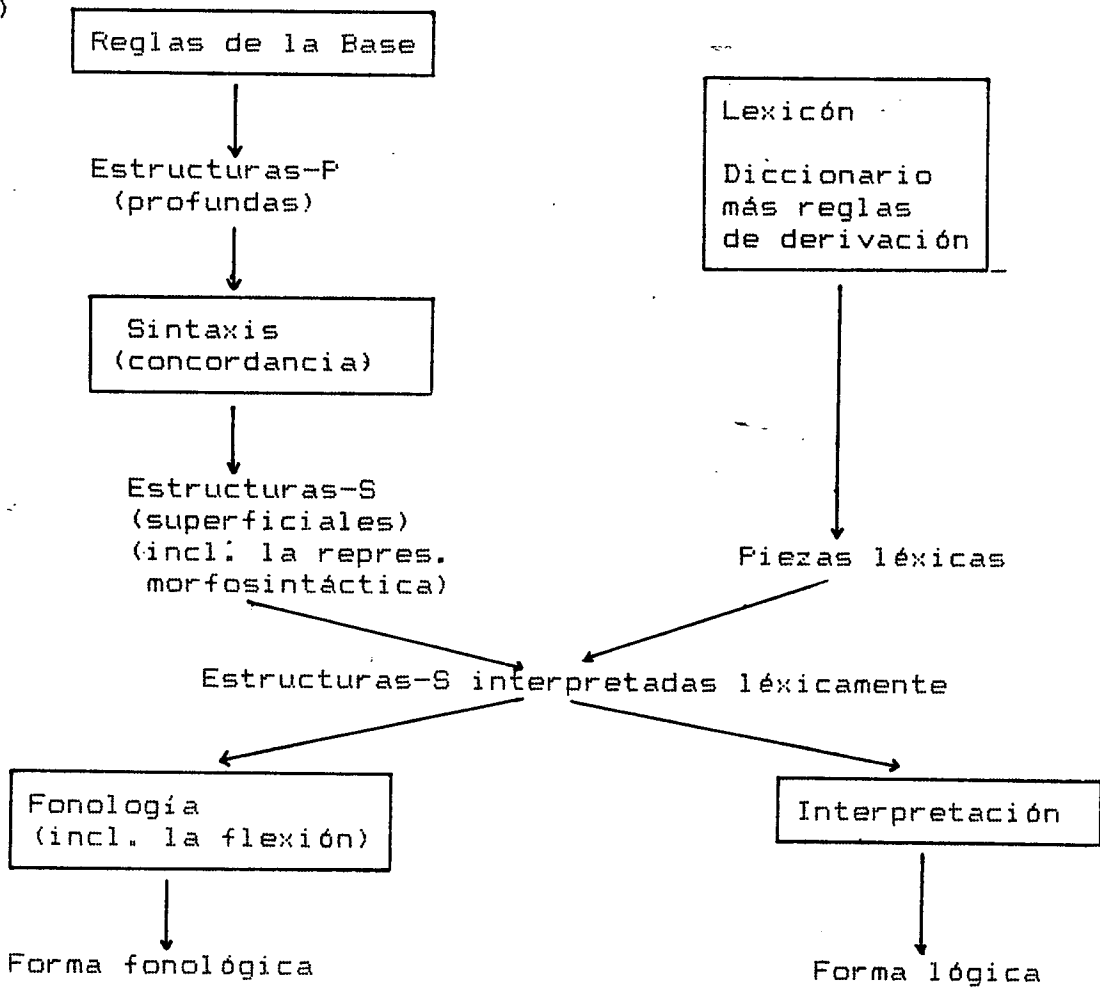 )
Reglas de la Base
Estructuras-P
(profundas)
Sintaxis
(concordancia)
Estructuras-S
(superficiales)
(incl. la repres.
morfosintáctica)
Lexicón
Diccionario
más reglas
de derivación
Piezas léxicas
Estructuras-S interpretadas léxicamente
Fonología
(incl. la flexión)
Forma fonológica
Interpretación
Forma lógica